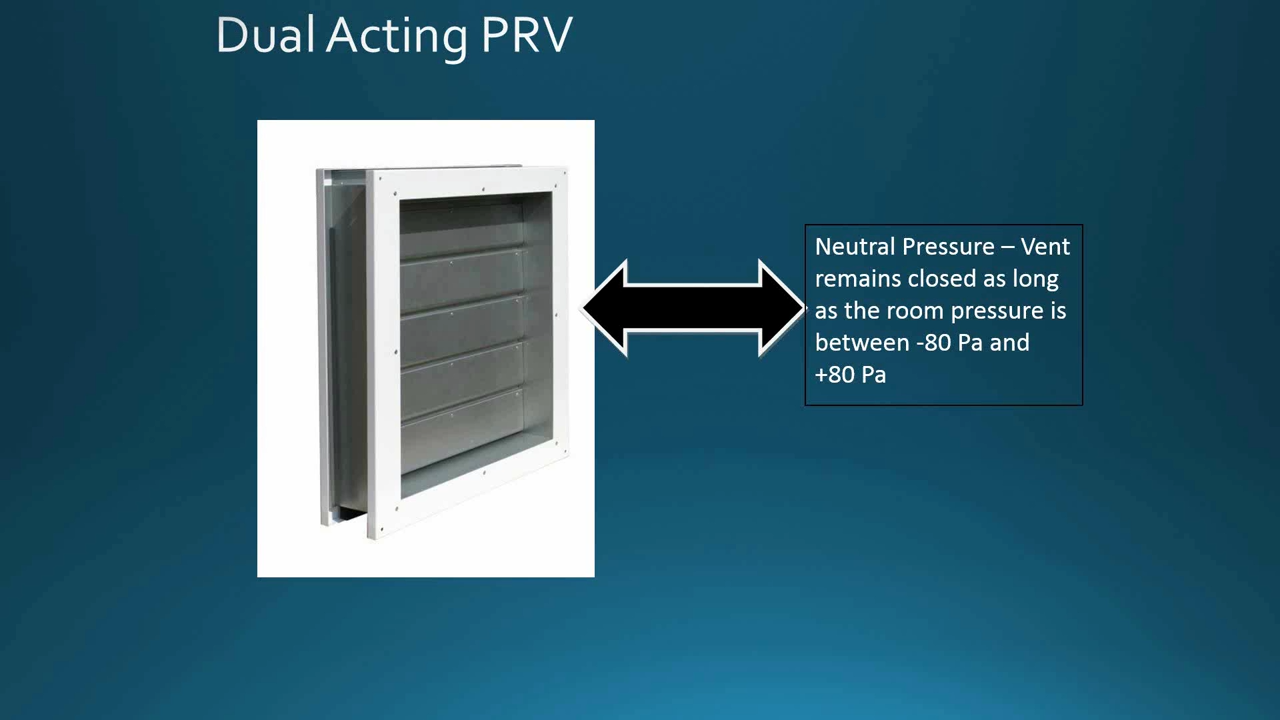 Dual Acting PRV
Neutral Pressure – Vent
remains closed as long
as the room pressure is
between -80 Pa and
+80 Pa